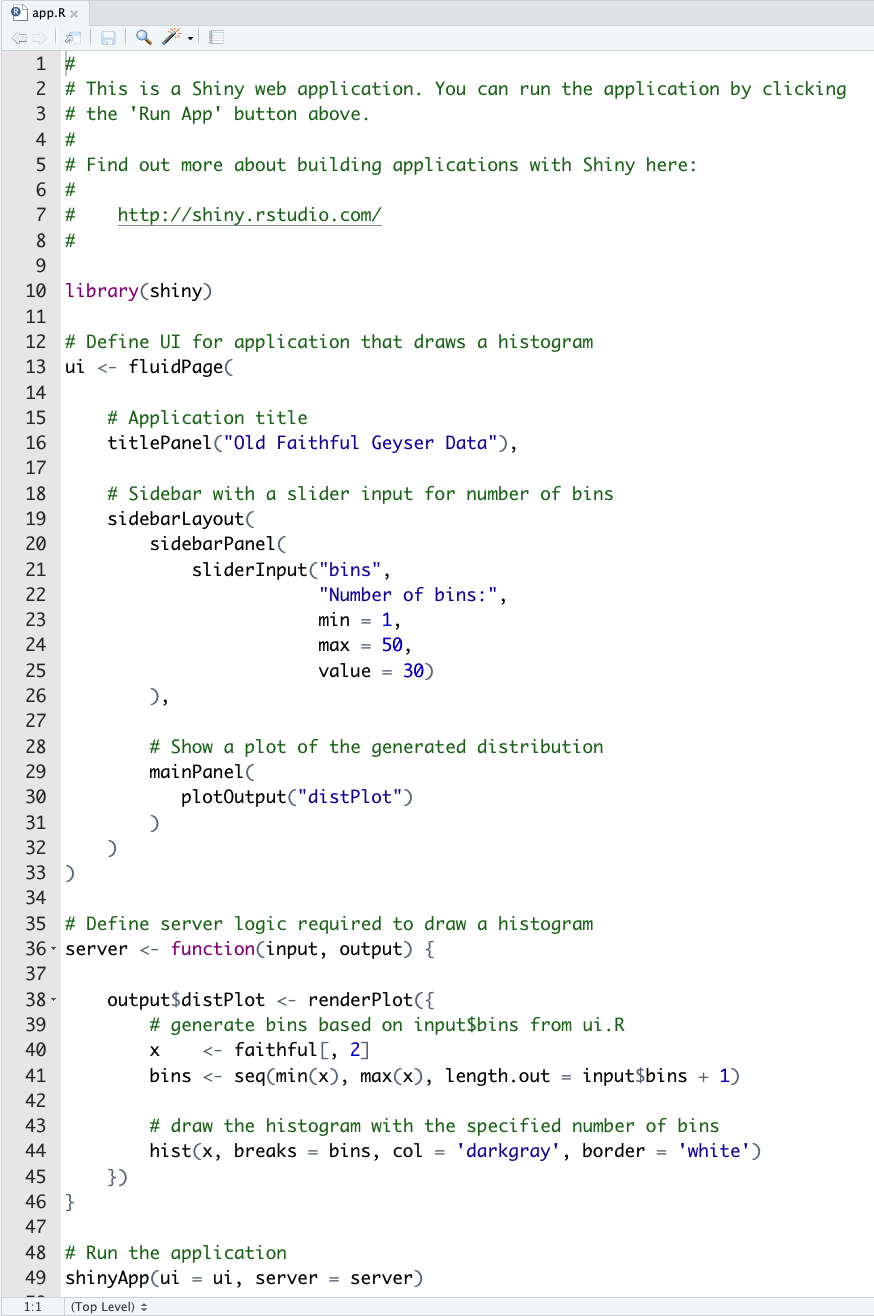 app.R
1 #
2 # This is a Shiny web application. You can run the application by clicking
3 # the 'Run App' button above.
4 #
5 # Find out more about building applications with Shiny here:
6 #
7 #    http://shiny.rstudio.com/
8 #
9
10 library(shiny)
11
12 # Define UI for application that draws a histogram
13 ui <- fluidPage(
14
15     # Application title
16     titlePanel("Old Faithful Geyser Data"),
17
18     # Sidebar with a slider input for number of bins
19     sidebarLayout(
20         sidebarPanel(
21             sliderInput("bins",
22                         "Number of bins:",
23                         min = 1,
24                         max = 50,
25                         value = 30)
26         ),
27
28         # Show a plot of the generated distribution
29         mainPanel(
30            plotOutput("distPlot")
31         )
32     )
33 )
34
35 # Define server logic required to draw a histogram
36 server <- function(input, output) {
37
38     output$distPlot <- renderPlot({
39         # generate bins based on input$bins from ui.R
40         x    <- faithful[, 2]
41         bins <- seq(min(x), max(x), length.out = input$bins + 1)
42
43         # draw the histogram with the specified number of bins
44         hist(x, breaks = bins, col = 'darkgray', border = 'white')
45     })
46 }
47
48 # Run the application
49 shinyApp(ui = ui, server = server)
1:1 (Top Level)